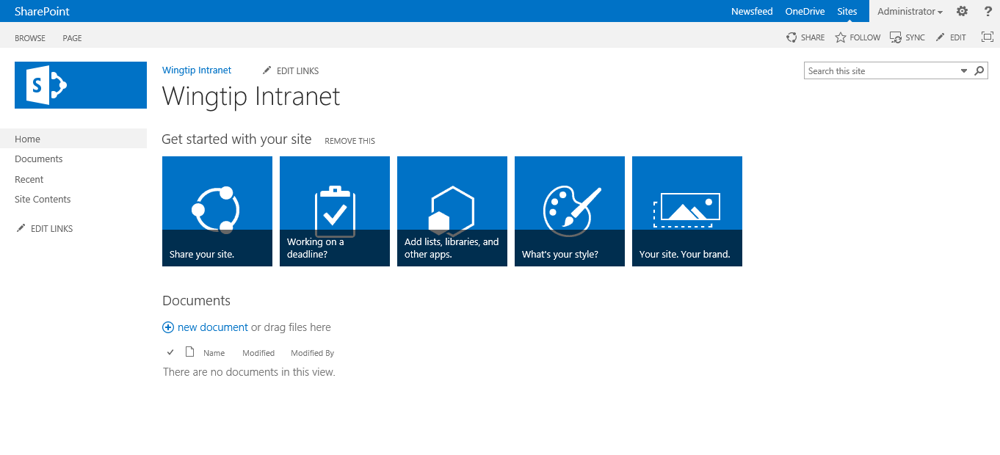 SharePoint
Newsfeed OneDrive Sites Administrator ?
BROWSE PAGE
SHARE FOLLOW SYNC EDIT
S
Wingtip Intranet EDIT LINKS
Search this site
Wingtip Intranet
Home
Documents
Recent
Site Contents
EDIT LINKS
Get started with your site REMOVE THIS
Share your site.
Working on a
deadline?
Add lists, libraries, and
other apps.
What's your style?
Your site. Your brand.
Documents
new document or drag files here
Name Modified Modified By
There are no documents in this view.